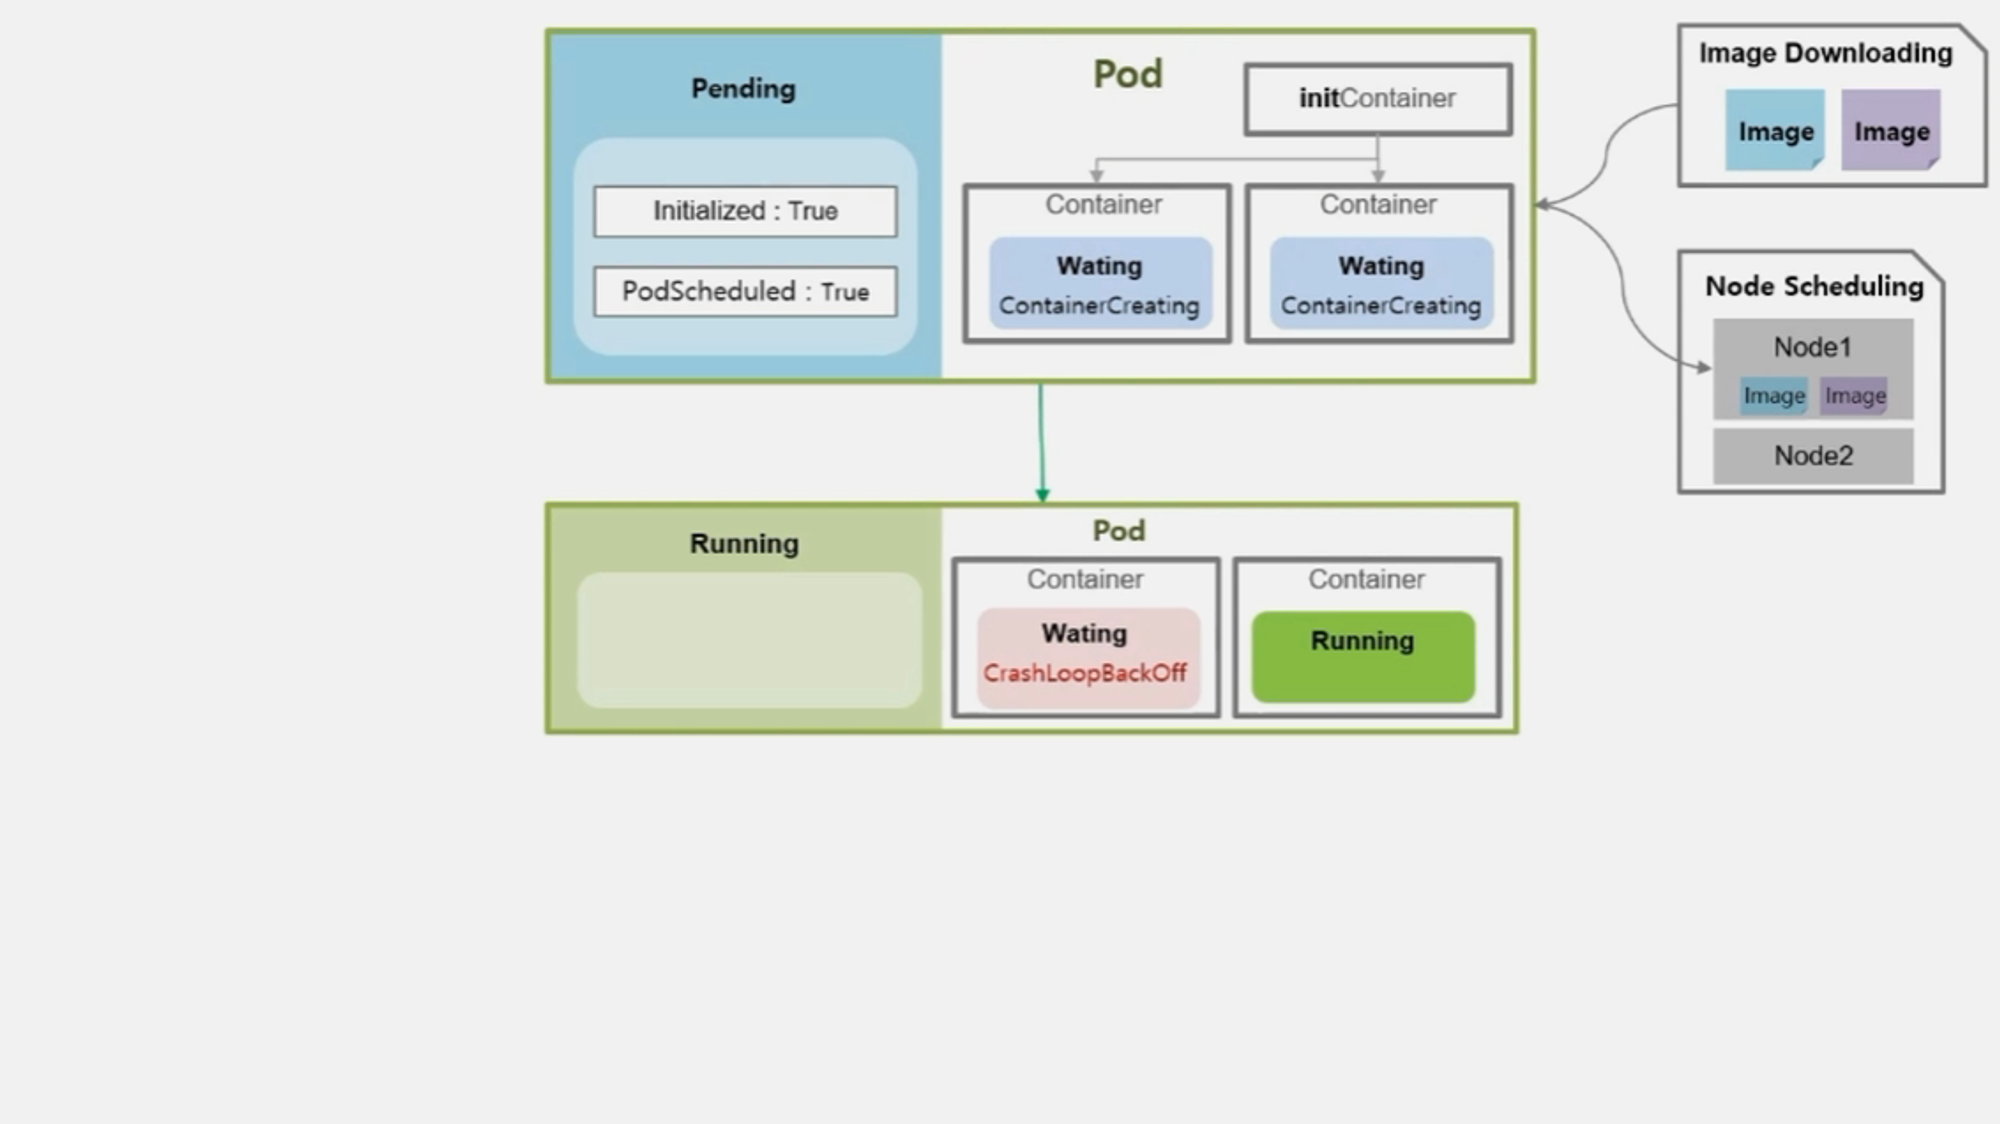 Pending
Initialized : True
PodScheduled : True
Pod
initContainer
Container
Wating
ContainerCreating
Container
Wating
ContainerCreating
Image Downloading
Image Image
Node Scheduling
Node1
Image Image
Node2
Running
Pod
Container
Wating
CrashLoopBackOff
Container
Running